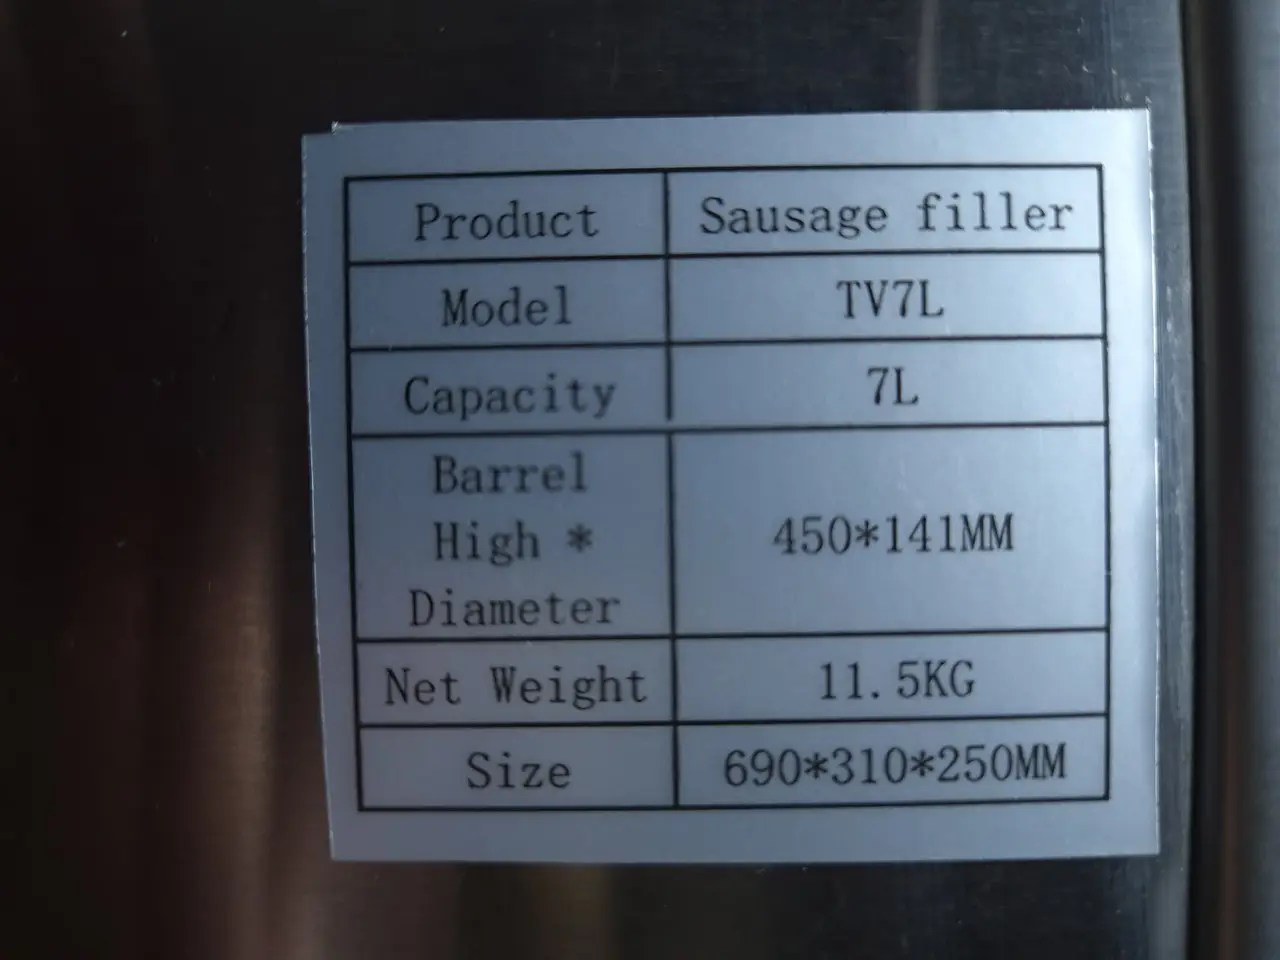 Product Sausage filler
Model TV7L
Capacity 7L
Barrel
High * 450*141MM
Diameter
Net Weight 11.5KG
Size 690*310*250MM